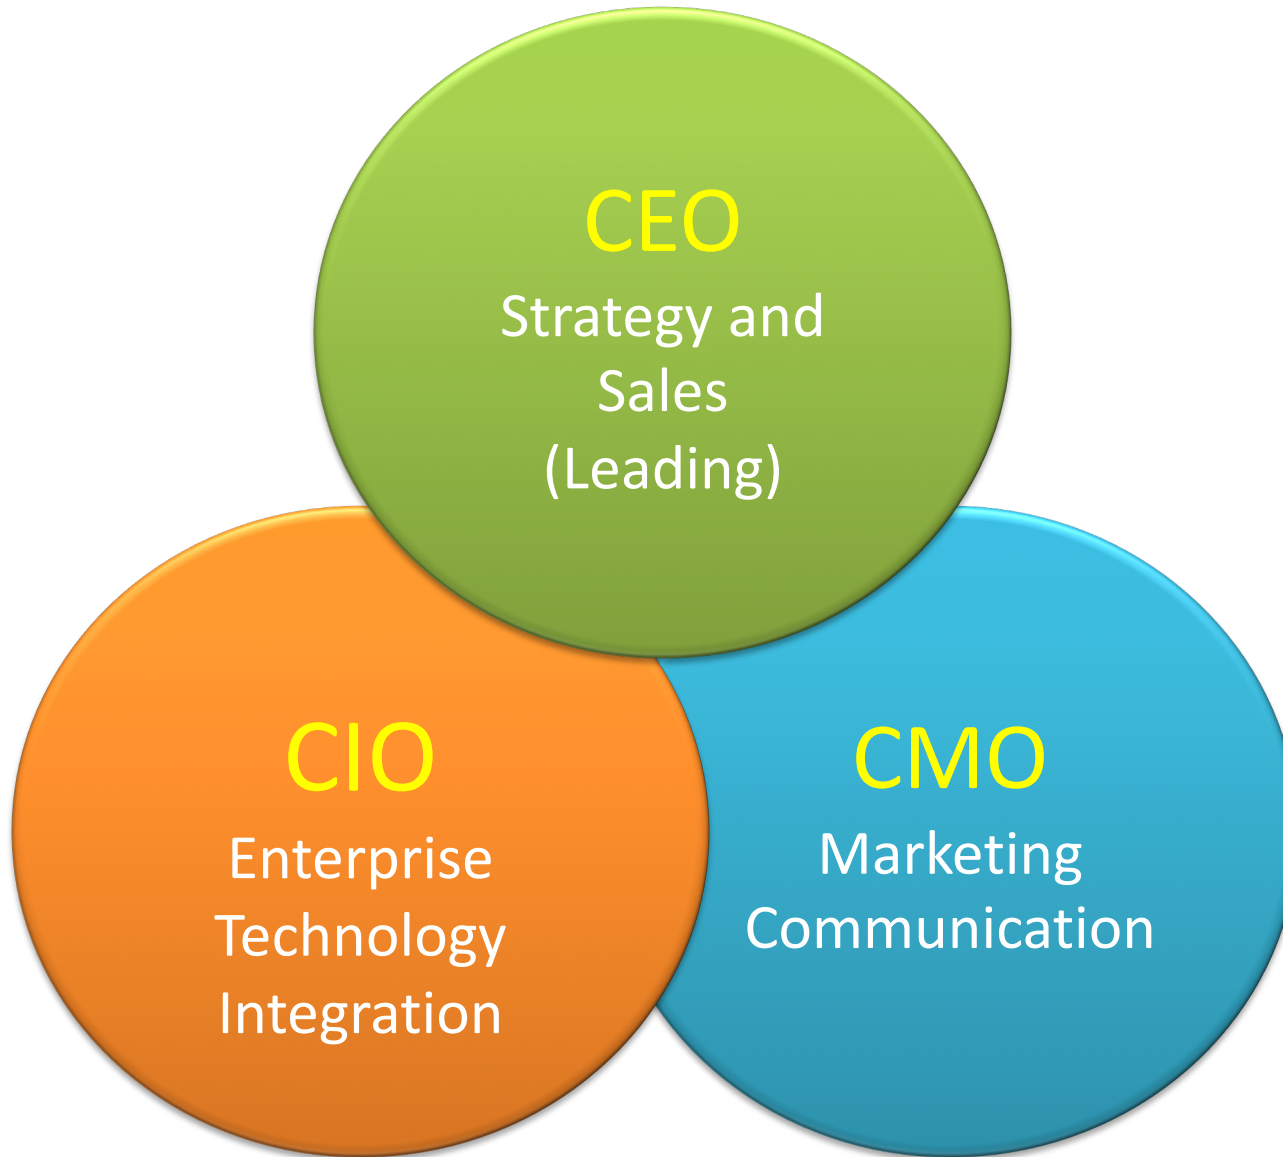 CEO
Strategy and
Sales
(Leading)
CIO
Enterprise
Technology
Integration
CMO
Marketing
Communication